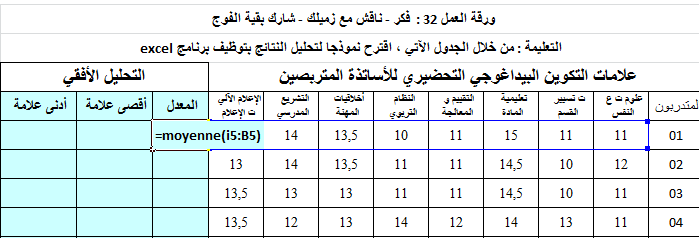 ورقة العمل 32 : فكر - ناقش مع زميلك - شارك بقية الفوج
التعليمة : من خلال الجدول الآتي ، اقترح نموذجا لتحليل النتائج بتوظيف برنامج excel
علامات التكوين البيداغوجي التحضيري للأساتذة المتربصين التحليل الأفقي
المتدربون علوم ت ع النفس ت تسيير القسم تعليمية المادة التقييم و المعالجة النظام التربوي أخلاقيات المهنة التشريع المدرسي الإعلام الآلي ت الإعلام المعدل أقصى علامة أدنى علامة
01 11 11 15 11 10 13,5 14 =moyenne(i5:B5)
02 12 10 14,5 11 11 13,5 14 13
03 11 10 14,5 11 11 13 13 13,5
04 11 13 14 12 14 13 12 13,5